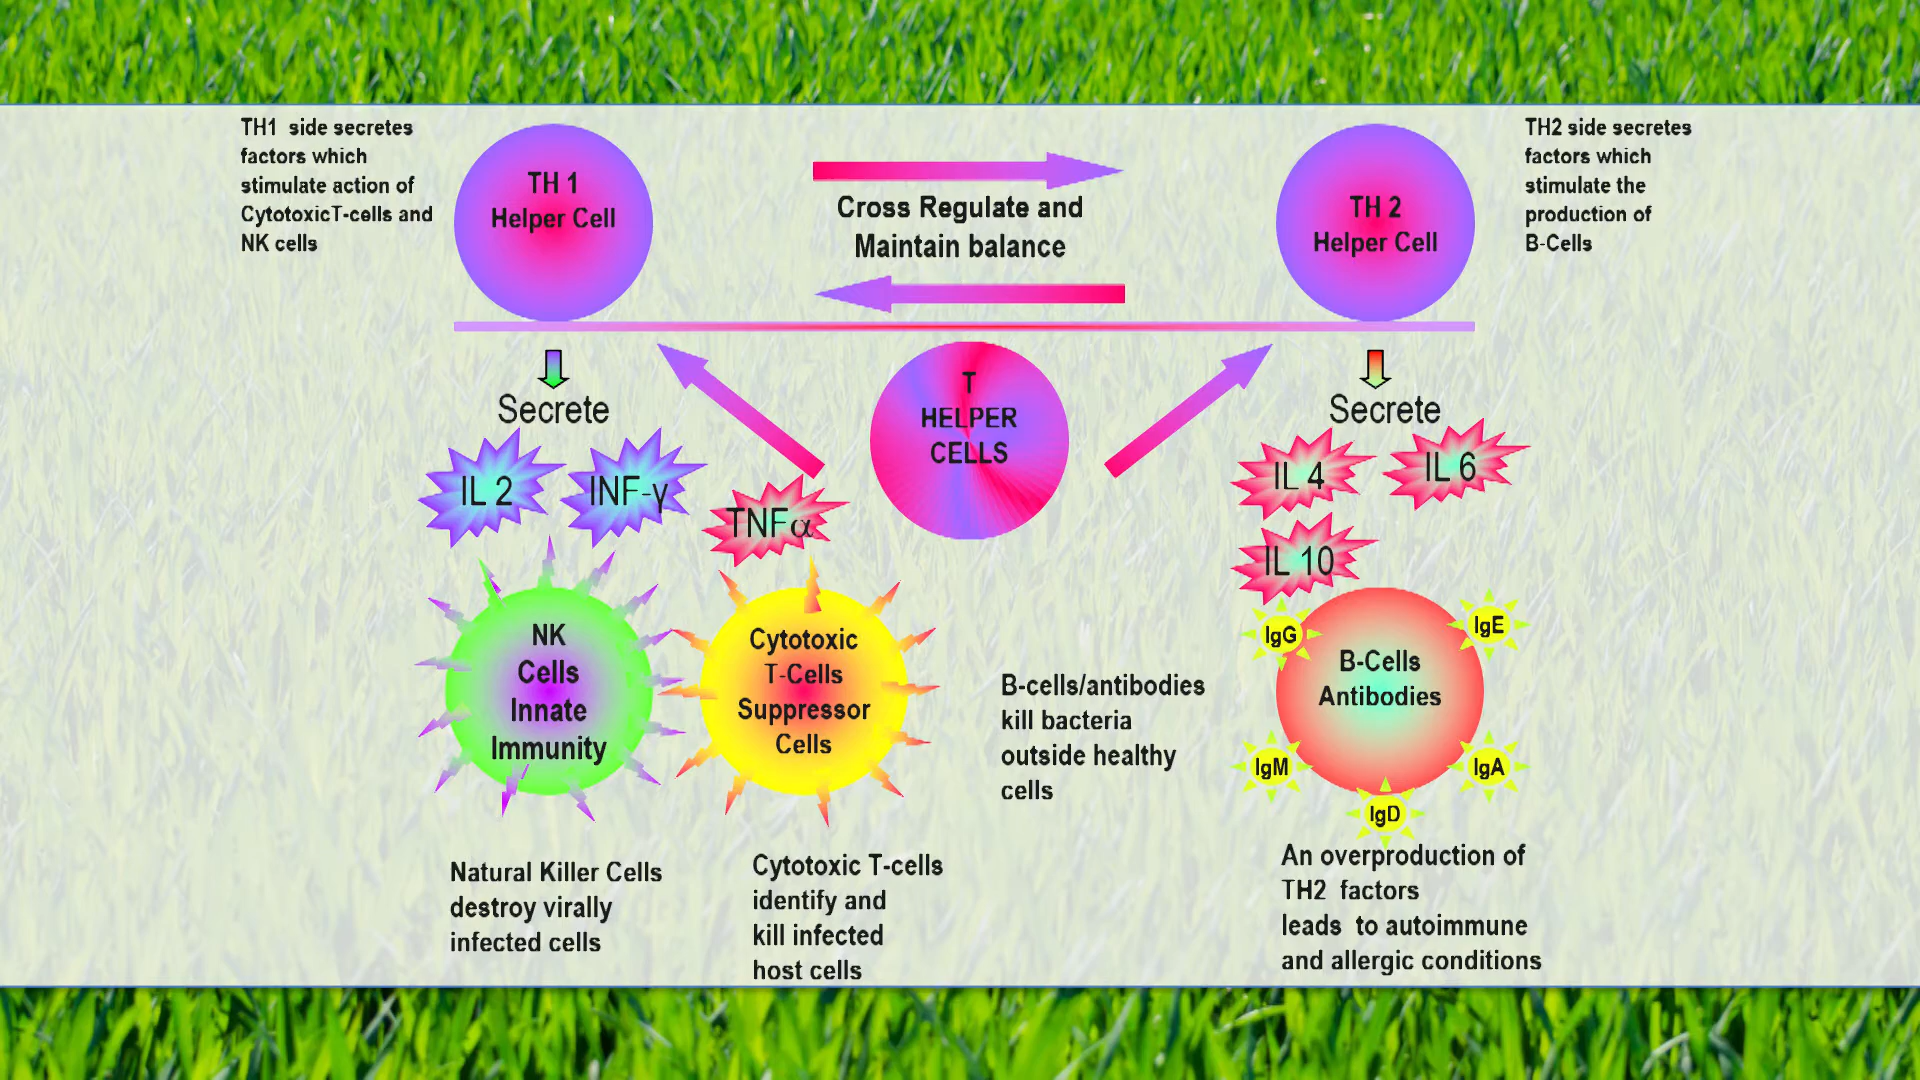 TH1 side secretes
factors which
stimulate action of
CytotoxicT-cells and
NK cells
TH 1
Helper Cell
Cross Regulate and
Maintain balance
TH 2
Helper Cell
TH2 side secretes
factors which
stimulate the
production of
B-Cells
T
HELPER
CELLS
Secrete
IL 2
INF-γ
TNFα
Secrete
IL 4
IL 6
IL 10
NK
Cells
Innate
Immunity
Cytotoxic
T-Cells
Suppressor
Cells
B-cells/antibodies
kill bacteria
outside healthy
cells
B-Cells
Antibodies
IgG
IgE
IgM
IgA
IgD
Natural Killer Cells
destroy virally
infected cells
Cytotoxic T-cells
identify and
kill infected
host cells
An overproduction of
TH2 factors
leads to autoimmune
and allergic conditions